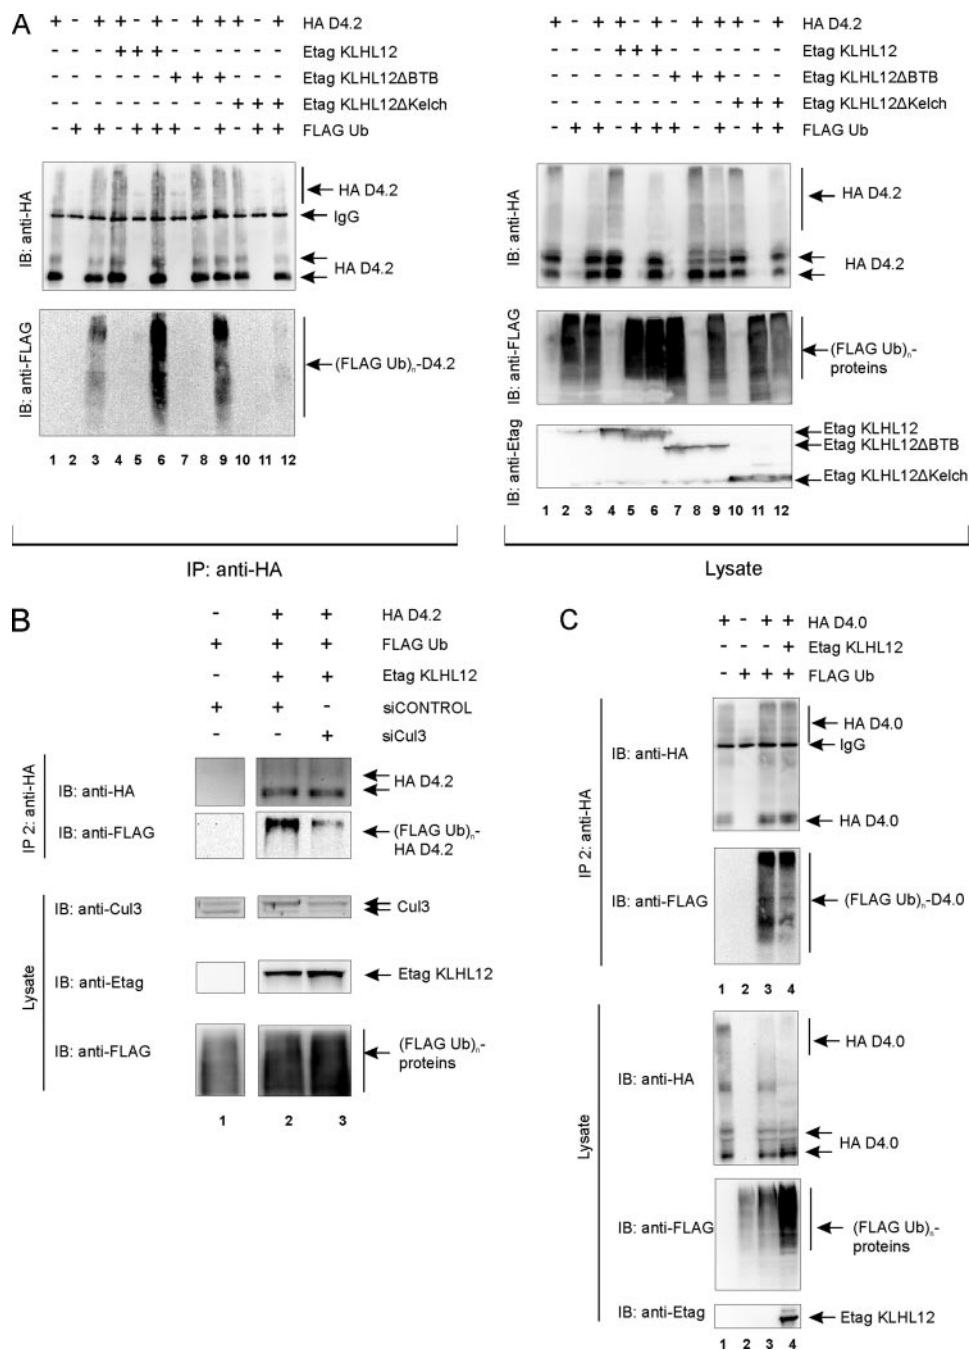 A
+ - + + - + - + + + - + HA D4.2
- - - + + + - - - - - - Etag KLHL12
- - - - - - + + + - - - Etag KLHL12ΔBTB
- - - - - - - - - + + + Etag KLHL12ΔKelch
- + + - + + + - + - + + FLAG Ub
IB: anti-HA
HA D4.2
IgG
HA D4.2
IB: anti-FLAG
(FLAG Ub)n-D4.2
1 2 3 4 5 6 7 8 9 10 11 12
IP: anti-HA
+ - + + - + - + + + - + HA D4.2
- - - + + + - - - - - - Etag KLHL12
- - - - - - + + + - - - Etag KLHL12ΔBTB
- - - - - - - - - + + + Etag KLHL12ΔKelch
- + + - + + + - + - + + FLAG Ub
IB: anti-HA
HA D4.2
HA D4.2
IB: anti-FLAG
(FLAG Ub)n-
proteins
IB: anti-Etag
Etag KLHL12
Etag KLHL12ΔBTB
Etag KLHL12ΔKelch
1 2 3 4 5 6 7 8 9 10 11 12
Lysate
B
- + + HA D4.2
+ + + FLAG Ub
- + + Etag KLHL12
+ + - siCONTROL
- - + siCul3
IP 2: anti-HA
IB: anti-HA
HA D4.2
IB: anti-FLAG
(FLAG Ub)n-
HA D4.2
Lysate
IB: anti-Cul3
Cul3
IB: anti-Etag
Etag KLHL12
IB: anti-FLAG
(FLAG Ub)n-
proteins
1 2 3
C
+ - + + HA D4.0
- - - + Etag KLHL12
- + + + FLAG Ub
IP 2: anti-HA
IB: anti-HA
HA D4.0
IgG
HA D4.0
IB: anti-FLAG
(FLAG Ub)n-D4.0
1 2 3 4
Lysate
IB: anti-HA
HA D4.0
HA D4.0
IB: anti-FLAG
(FLAG Ub)n-
proteins
IB: anti-Etag
Etag KLHL12
1 2 3 4